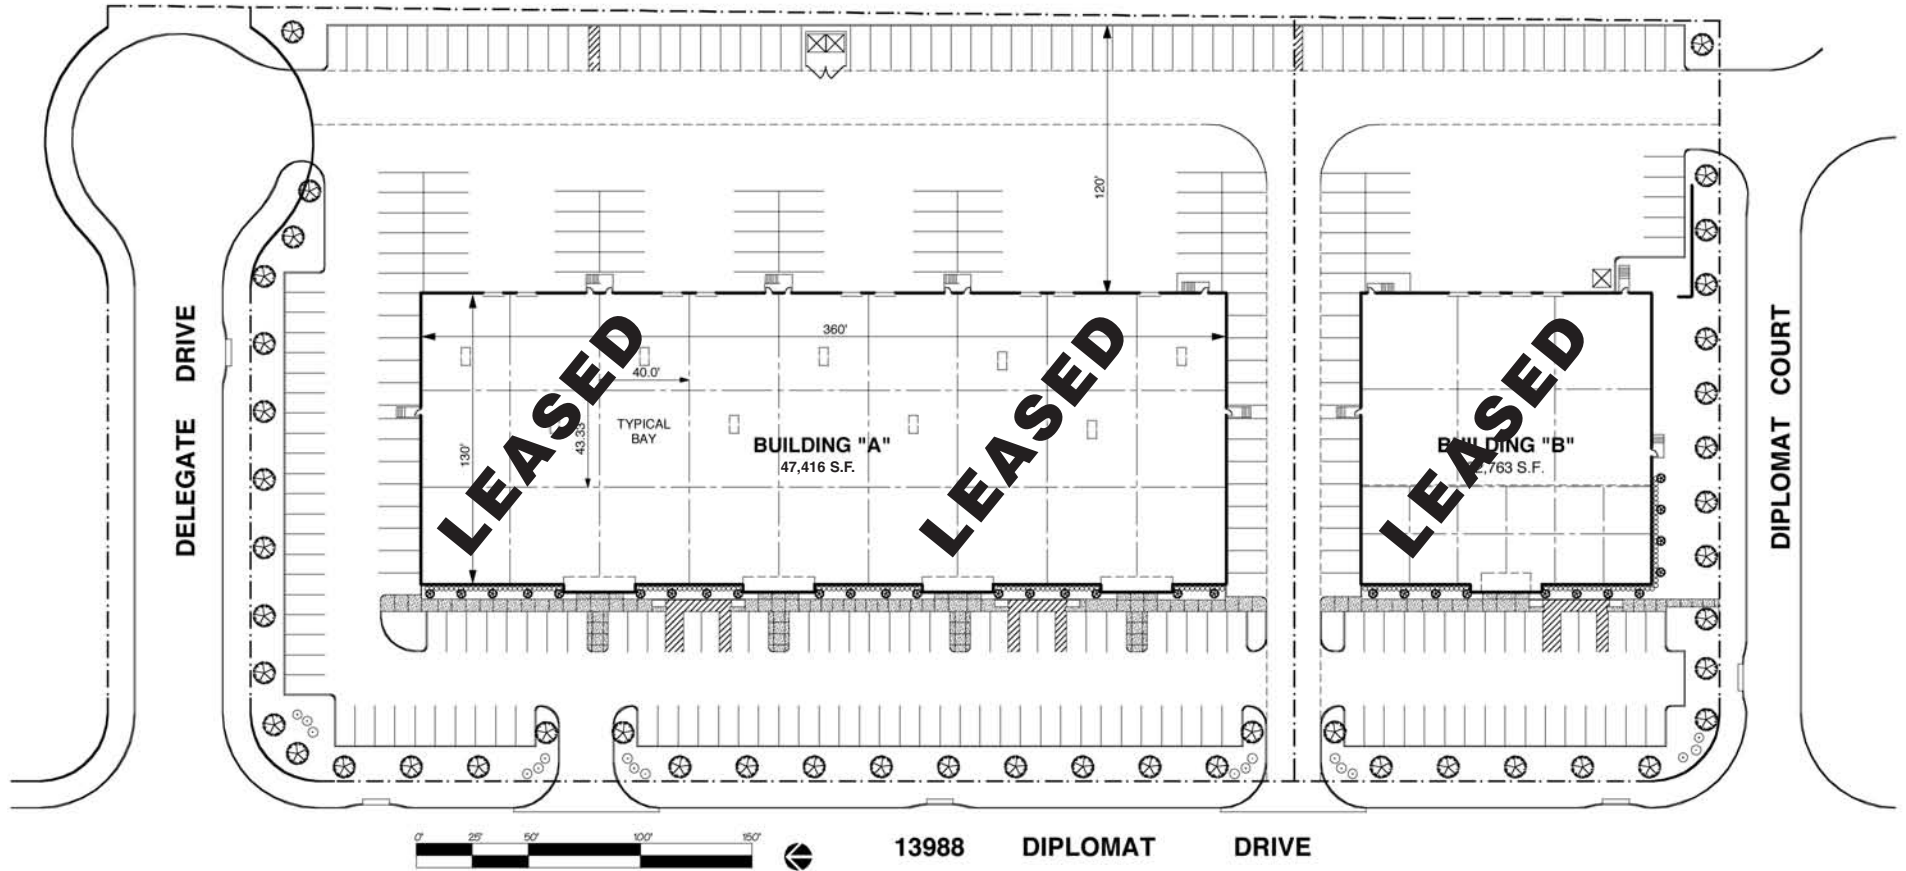 120'
360'
40.0'
TYPICAL
BAY
43.33'
130'
BUILDING "A"
47,416 S.F.
LEASED
LEASED
BUILDING "B"
LEASED
DELEGATE DRIVE
DIPLOMAT COURT
0' 25' 50' 100' 150'
13988 DIPLOMAT DRIVE